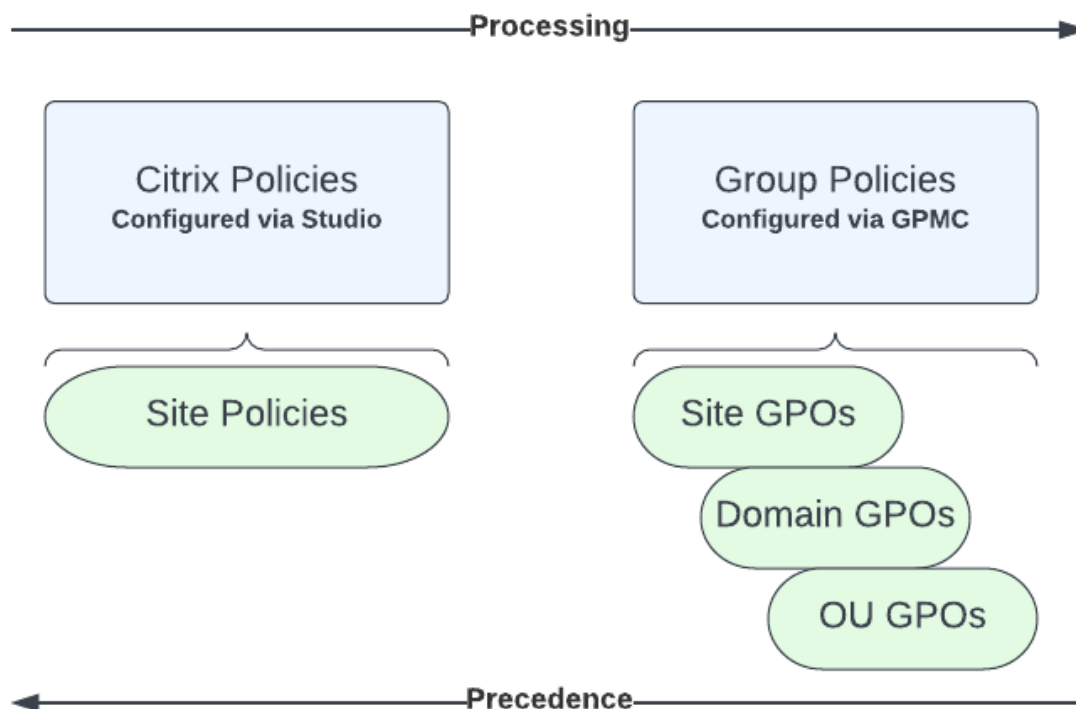 Processing
Citrix Policies
Configured via Studio
Group Policies
Configured via GPMC
Site Policies
Site GPOs
Domain GPOs
OU GPOs
Precedence